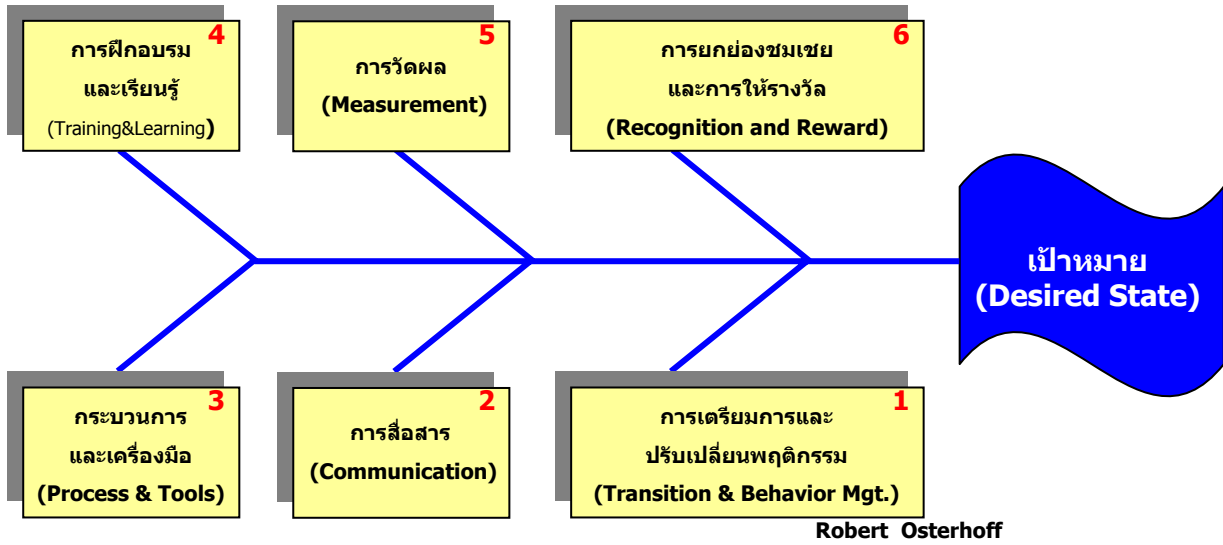 4
การฝึกอบรม
และเรียนรู้
(Training&Learning)
5
การวัดผล
(Measurement)
6
การยกย่องชมเชย
และการให้รางวัล
(Recognition and Reward)
เป้าหมาย
(Desired State)
3
กระบวนการ
และเครื่องมือ
(Process & Tools)
2
การสื่อสาร
(Communication)
1
การเตรียมการและ
ปรับเปลี่ยนพฤติกรรม
(Transition & Behavior Mgt.)
Robert Osterhoff